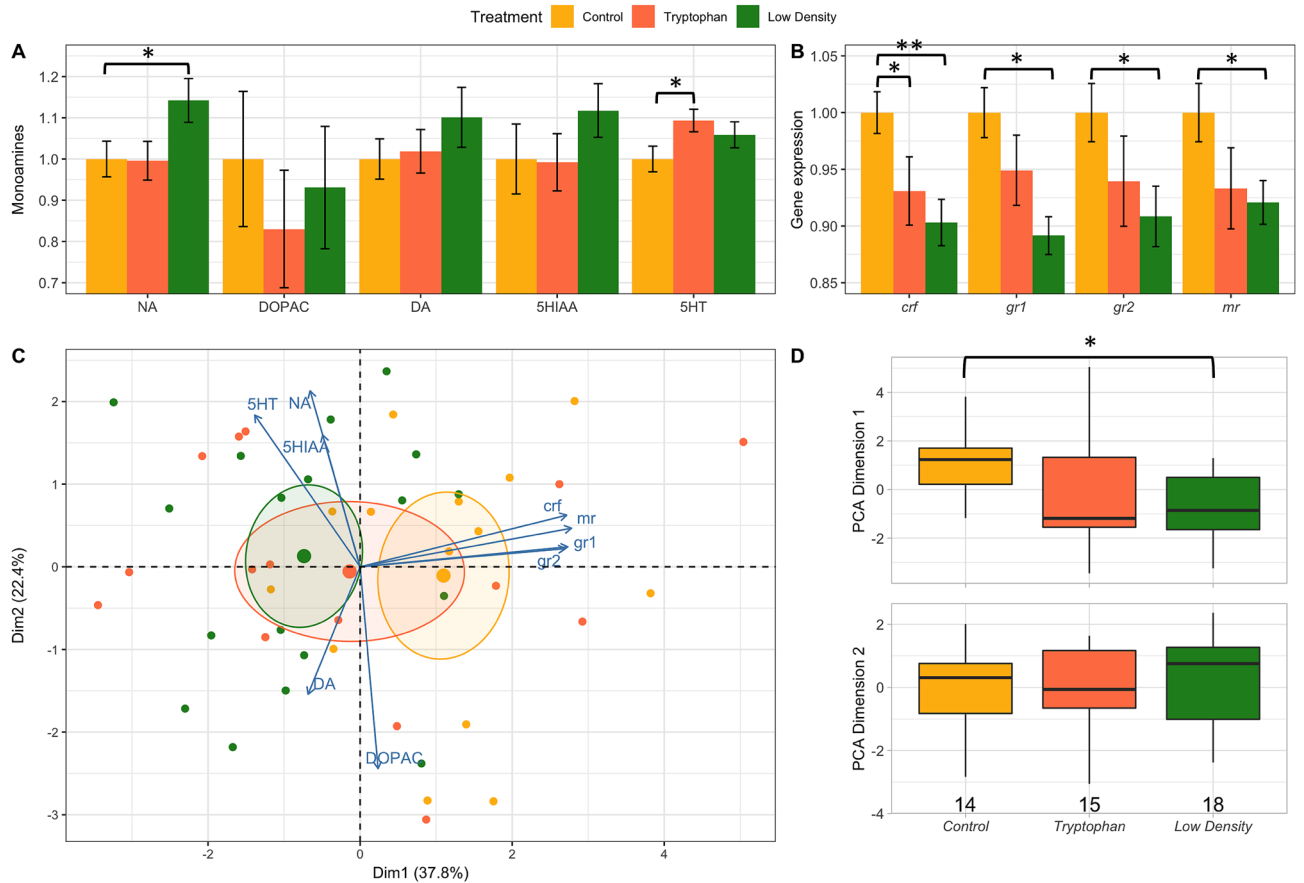 Treatment Control Tryptophan Low Density
A
Monoamines
1.2
1.1
1.0
0.9
0.8
0.7
*
*
NA DOPAC DA 5HIAA 5HT
B
Gene expression
1.05
1.00
0.95
0.90
0.85
**
*
*
*
*
crf gr1 gr2 mr
C
Dim2 (22.4%)
2
1
0
-1
-2
-3
5HT NA
5HIAA
crf
mr
gr1
gr2
DA
DOPAC
-2 0 2 4
Dim1 (37.8%)
D
*
PCA Dimension 1
4
2
0
-2
PCA Dimension 2
2
0
-2
-4
14 15 18
Control Tryptophan Low Density